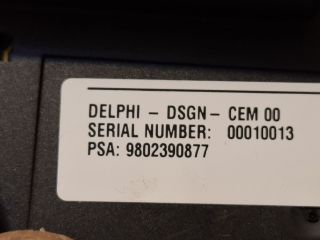 DELPHI - DSGN- CEM 00
SERIAL NUMBER: 00010013
PSA: 9802390877